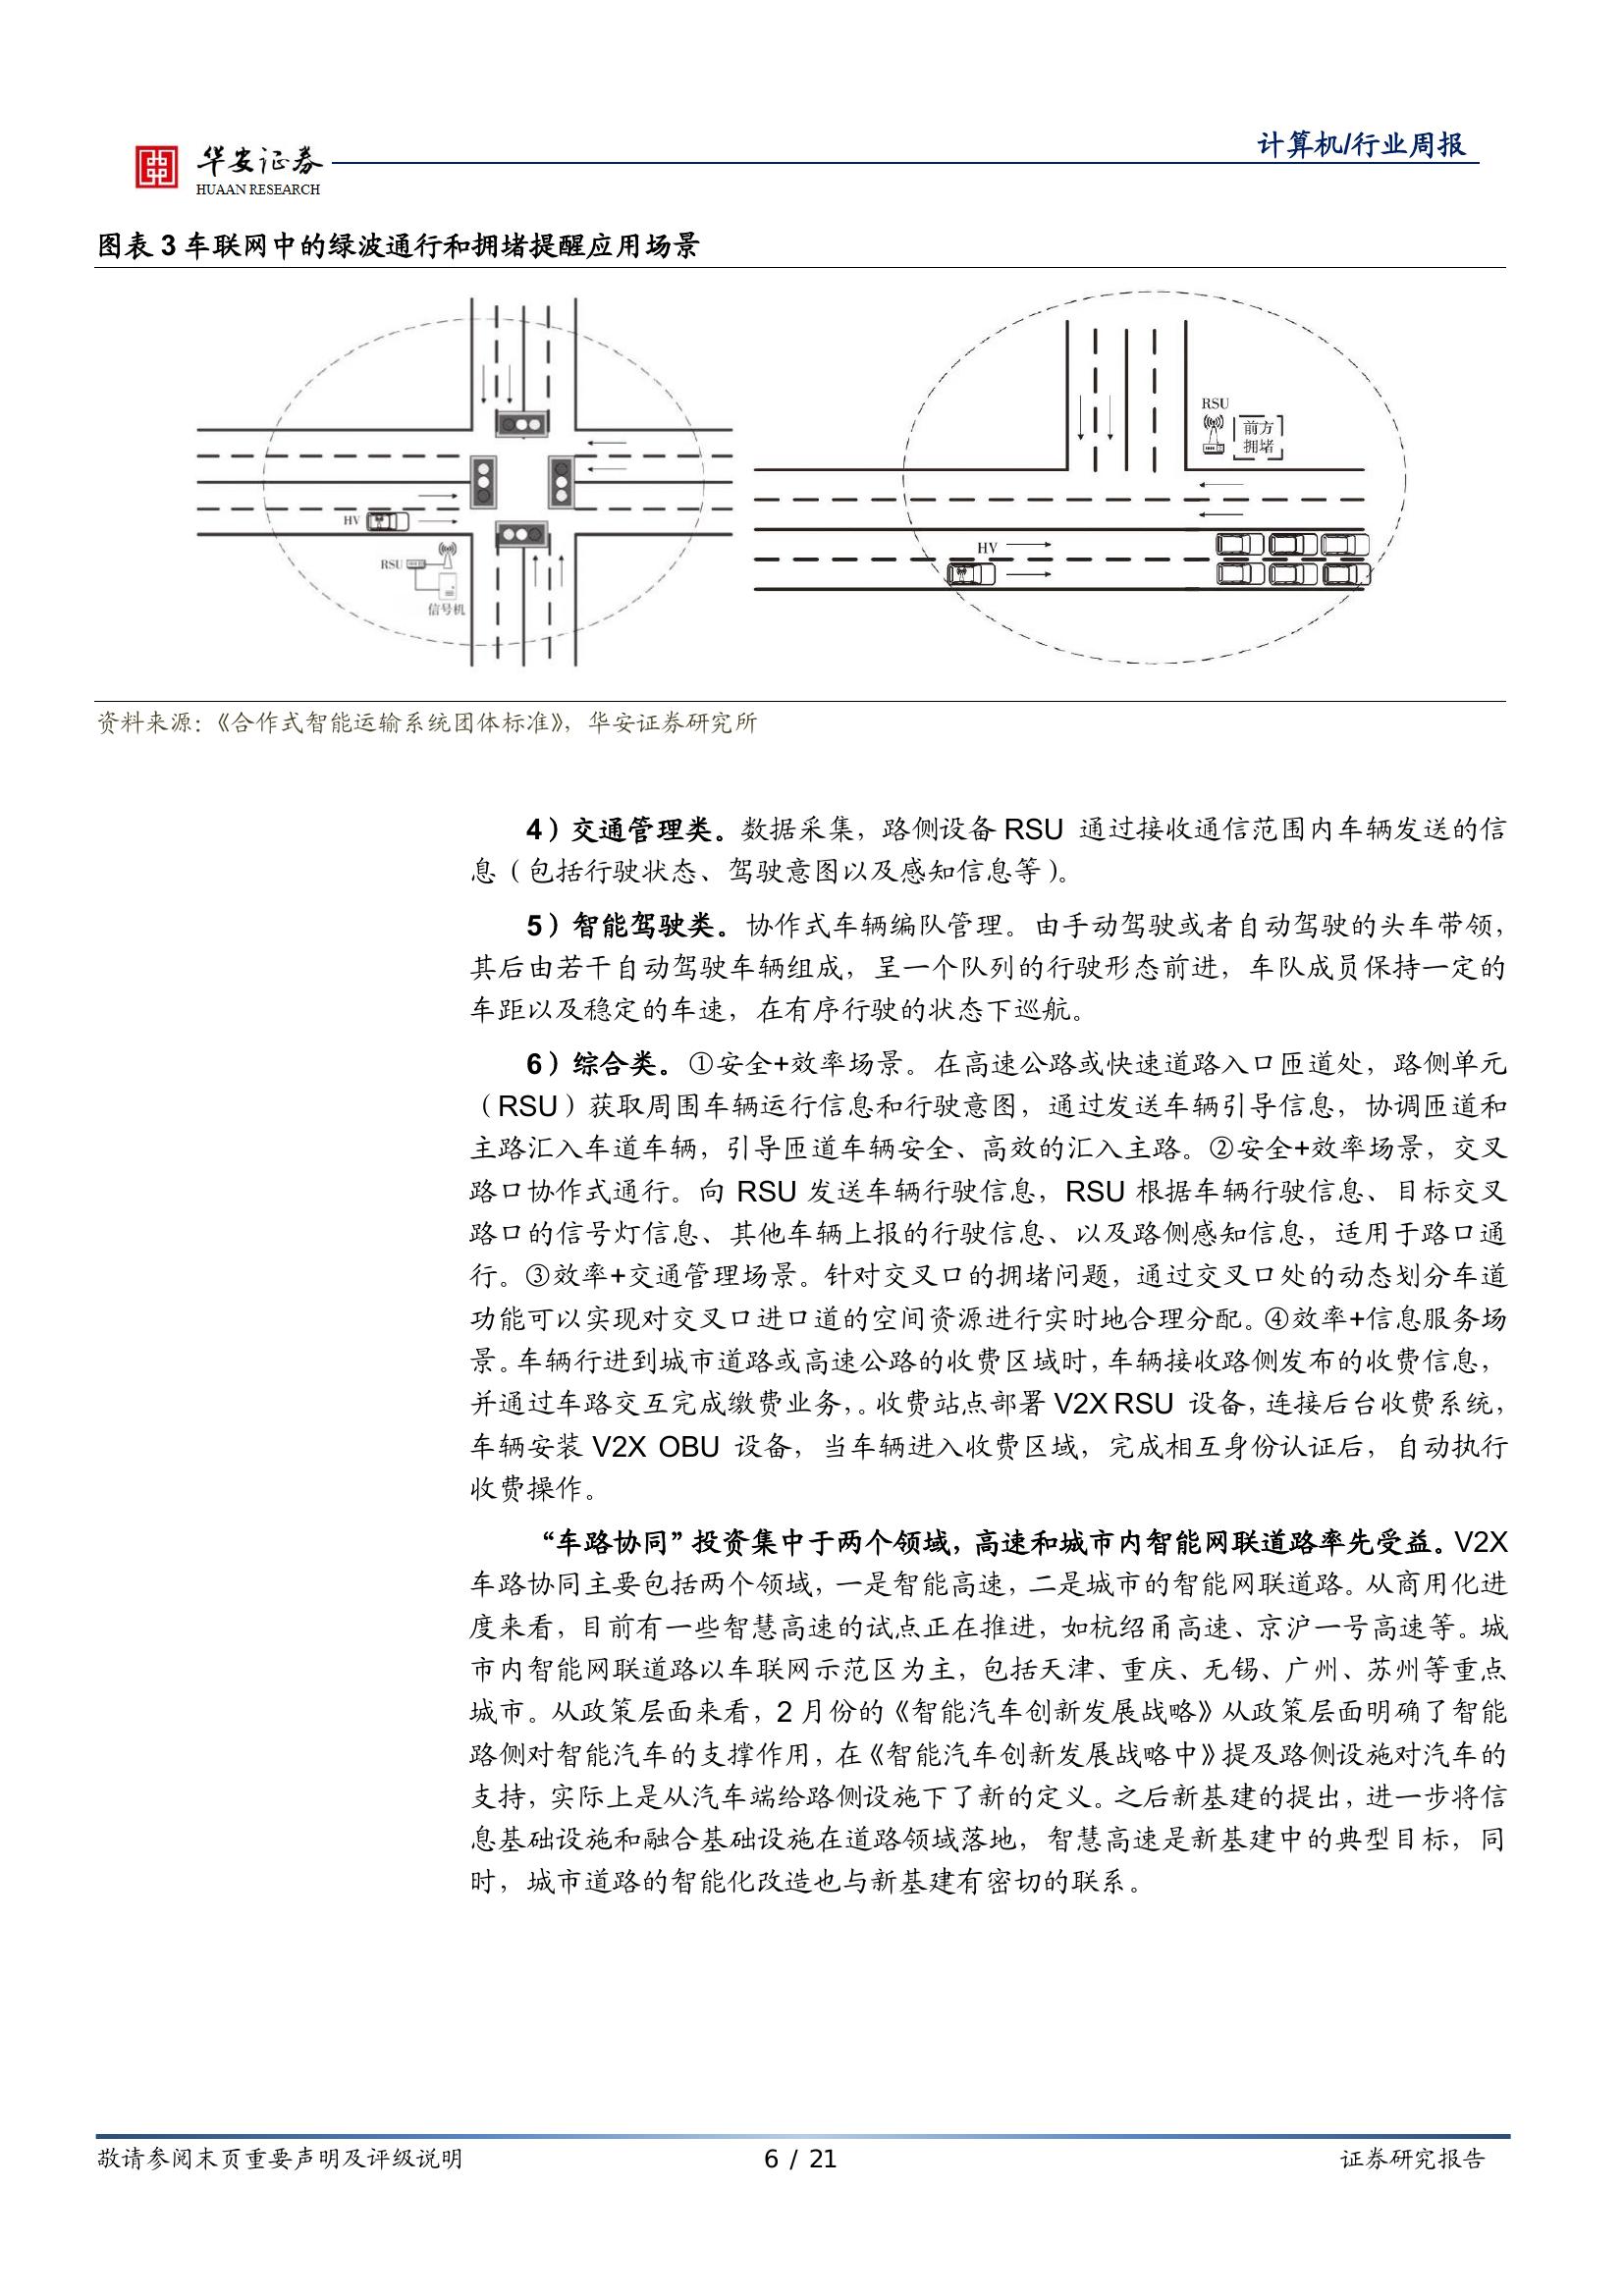 计算机/行业周报
华安证券
HUAAN RESEARCH
图表 3 车联网中的绿波通行和拥堵提醒应用场景
HV
RSU
信号机
RSU
前方
拥堵
HV
资料来源：《合作式智能运输系统团体标准》，华安证券研究所
4）交通管理类。数据采集，路侧设备 RSU 通过接收通信范围内车辆发送的信
息（包括行驶状态、驾驶意图以及感知信息等）。
5）智能驾驶类。协作式车辆编队管理。由手动驾驶或者自动驾驶的头车带领，
其后由若干自动驾驶车辆组成，呈一个队列的行驶形态前进，车队成员保持一定的
车距以及稳定的车速，在有序行驶的状态下巡航。
6）综合类。①安全+效率场景。在高速公路或快速道路入口匝道处，路侧单元
（RSU）获取周围车辆运行信息和行驶意图，通过发送车辆引导信息，协调匝道和
主路汇入车道车辆，引导匝道车辆安全、高效的汇入主路。②安全+效率场景，交叉
路口协作式通行。向 RSU 发送车辆行驶信息，RSU 根据车辆行驶信息、目标交叉
路口的信号灯信息、其他车辆上报的行驶信息、以及路侧感知信息，适用于路口通
行。③效率+交通管理场景。针对交叉口的拥堵问题，通过交叉口处的动态划分车道
功能可以实现对交叉口进口道的空间资源进行实时地合理分配。④效率+信息服务场
景。车辆行进到城市道路或高速公路的收费区域时，车辆接收路侧发布的收费信息，
并通过车路交互完成缴费业务，。收费站点部署 V2X RSU 设备，连接后台收费系统，
车辆安装 V2X OBU 设备，当车辆进入收费区域，完成相互身份认证后，自动执行
收费操作。
“车路协同”投资集中于两个领域，高速和城市内智能网联道路率先受益。V2X
车路协同主要包括两个领域，一是智能高速，二是城市的智能网联道路。从商用化进
度来看，目前有一些智慧高速的试点正在推进，如杭绍甬高速、京沪一号高速等。城
市内智能网联道路以车联网示范区为主，包括天津、重庆、无锡、广州、苏州等重点
城市。从政策层面来看，2 月份的《智能汽车创新发展战略》从政策层面明确了智能
路侧对智能汽车的支撑作用，在《智能汽车创新发展战略中》提及路侧设施对汽车的
支持，实际上是从汽车端给路侧设施下了新的定义。之后新基建的提出，进一步将信
息基础设施和融合基础设施在道路领域落地，智慧高速是新基建中的典型目标，同
时，城市道路的智能化改造也与新基建有密切的联系。
敬请参阅末页重要声明及评级说明
6 / 21
证券研究报告